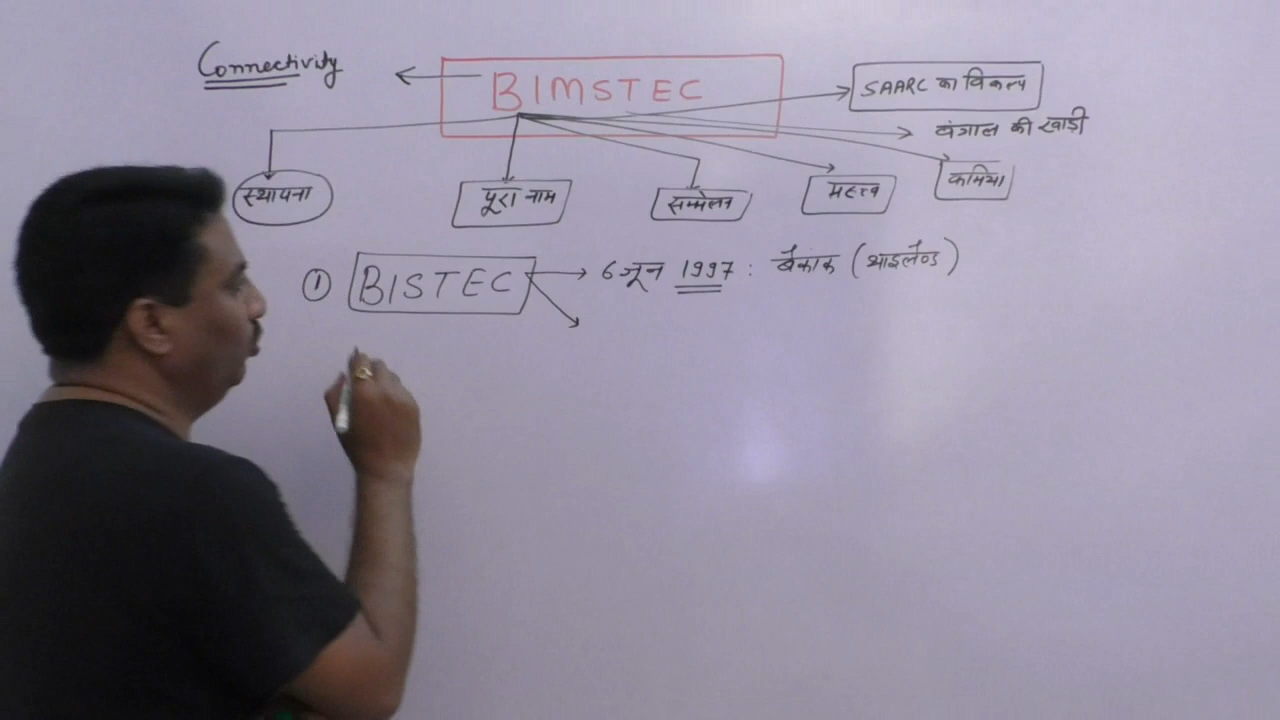 Connectivity
BIMSTEC
SAARC का विकल्प
बंगाल की खाड़ी
स्थापना
पूरा नाम
सम्मेलन
महत्व
कमियां
① BISTEC
6 जून 1997 : बैंकाक (थाईलैण्ड)